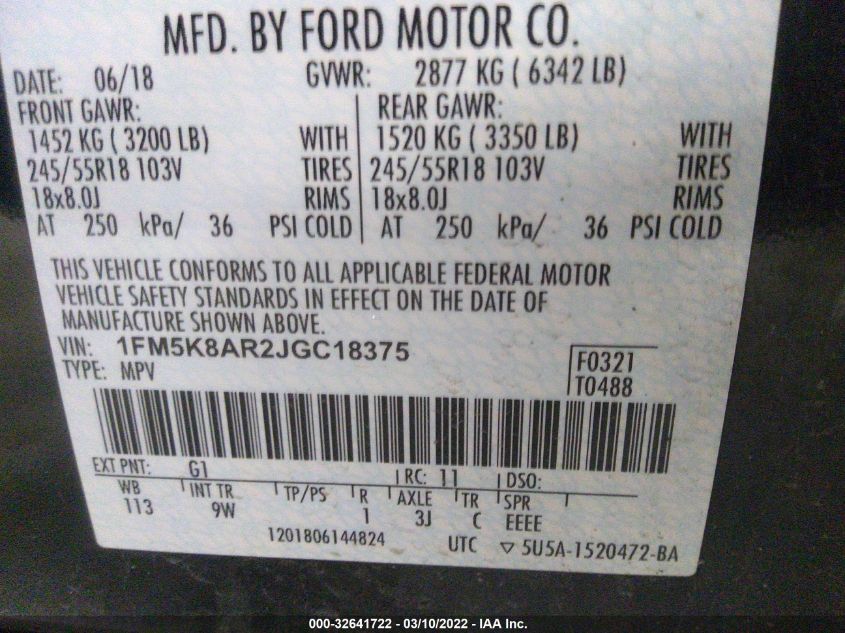 MFD. BY FORD MOTOR CO.
DATE: 06/18 GVWR: 2877 KG ( 6342 LB)
FRONT GAWR: REAR GAWR:
1452 KG ( 3200 LB) WITH 1520 KG ( 3350 LB) WITH
245/55R18 103V TIRES 245/55R18 103V TIRES
18x8.0J RIMS 18x8.0J RIMS
AT 250 kPa/ 36 PSI COLD AT 250 kPa/ 36 PSI COLD
THIS VEHICLE CONFORMS TO ALL APPLICABLE FEDERAL MOTOR
VEHICLE SAFETY STANDARDS IN EFFECT ON THE DATE OF
MANUFACTURE SHOWN ABOVE.
VIN: 1FM5K8AR2JGC18375 F0321
TYPE: MPV T0488
EXT PNT: G1 RC: 11 DSO:
WB INT TR TP/PS R AXLE TR SPR
113 9W 1 3J C EEEE
1201806144824 UTC ▽ 5U5A-1520472-BA
000-32641722 - 03/10/2022 - IAA Inc.